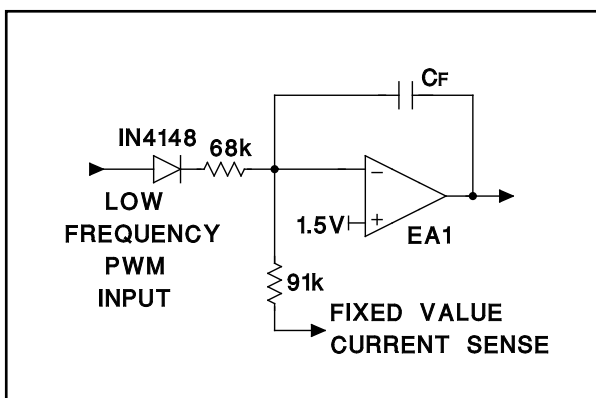 CF
IN4148
68k
LOW
FREQUENCY
PWM
INPUT
−
1.5V
+
EA1
91k
FIXED VALUE
CURRENT SENSE